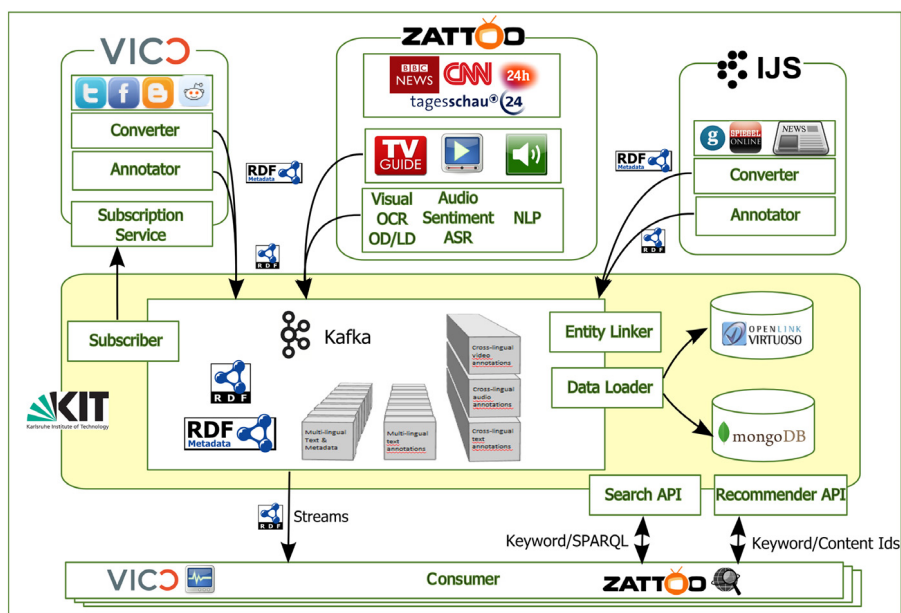 VICO
Converter
Annotator
Subscription
Service
ZATTOO
BBC
NEWS
CNN
24h
tagesschau 24
TV
GUIDE
Visual
OCR
OD/LD
Audio
Sentiment
ASR
NLP
IJS
g
SPIEGEL
ONLINE
NEWS
Converter
Annotator
RDF
Metadata
RDF
Metadata
RDF
RDF
Subscriber
Kafka
RDF
RDF
Metadata
Multi-lingual
Text &
Metadata
Multi-lingual
text
annotations
Cross-lingual
video
annotations
Cross-lingual
audio
annotations
Cross-lingual
text
annotations
Entity Linker
Data Loader
OPENLINK
VIRTUOSO
mongoDB
KIT
Karlsruhe Institute of Technology
Search API
Recommender API
RDF
Streams
Keyword/SPARQL
Keyword/Content Ids
VICO
Consumer
ZATTOO